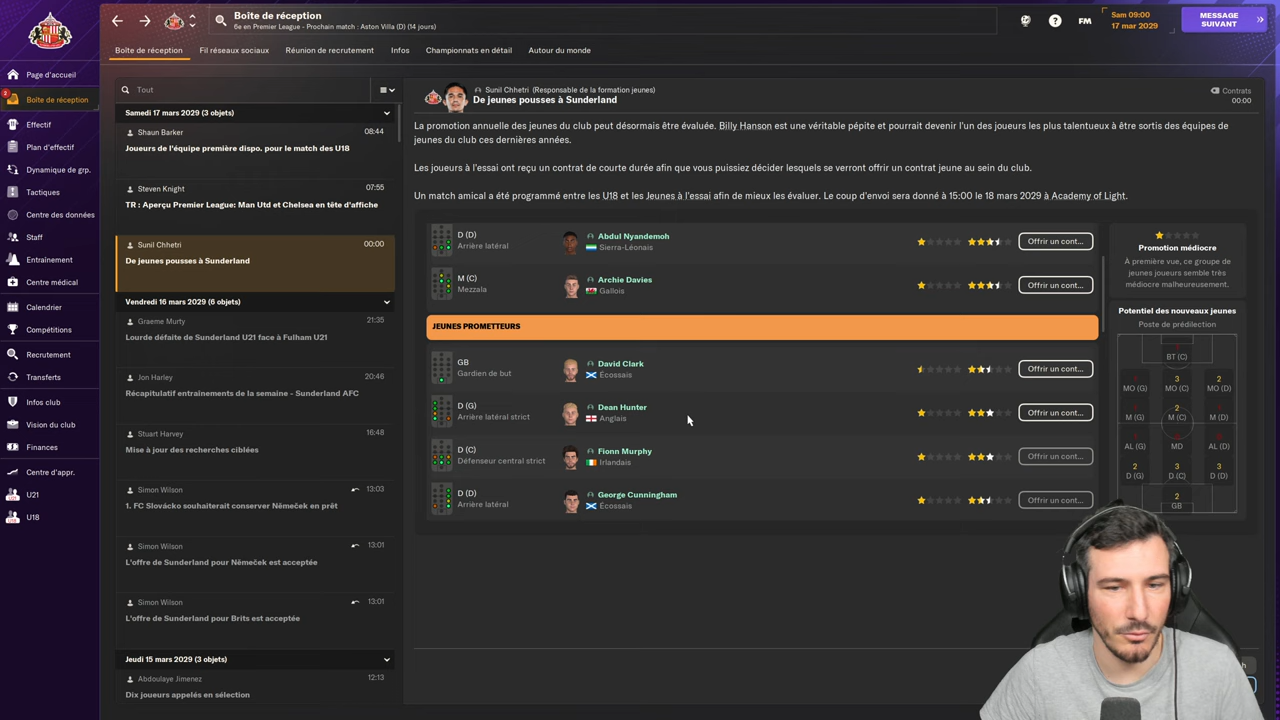 Boîte de réception
6e en Premier League - Prochain match : Aston Villa (D) (14 jours)
FM
Sam 09:00
17 mar 2029
MESSAGE
SUIVANT
Boîte de réception
Fil réseaux sociaux
Réunion de recrutement
Infos
Championnats en détail
Autour du monde
Page d'accueil
3
Boîte de réception
Effectif
Plan d'effectif
Dynamique de grp.
Tactiques
Centre des données
Staff
Entraînement
Centre médical
Calendrier
Compétitions
Recrutement
Transferts
Infos club
Vision du club
Finances
Centre d'appr.
U21
U18
Tout
Samedi 17 mars 2029 (3 objets)
Shaun Barker
08:44
Joueurs de l'équipe première dispo. pour le match des U18
Steven Knight
07:55
TR : Aperçu Premier League: Man Utd et Chelsea en tête d'affiche
Sunil Chhetri
00:00
De jeunes pousses à Sunderland
Vendredi 16 mars 2029 (6 objets)
Graeme Murty
21:35
Lourde défaite de Sunderland U21 face à Fulham U21
Jon Harley
20:46
Récapitulatif entraînements de la semaine - Sunderland AFC
Stuart Harvey
16:48
Mise à jour des recherches ciblées
Simon Wilson
13:03
1. FC Slovácko souhaiterait conserver Němeček en prêt
Simon Wilson
13:01
L'offre de Sunderland pour Němeček est acceptée
Simon Wilson
13:01
L'offre de Sunderland pour Brits est acceptée
Jeudi 15 mars 2029 (3 objets)
Abdoulaye Jimenez
12:13
Dix joueurs appelés en sélection
Sunil Chhetri (Responsable de la formation jeunes)
De jeunes pousses à Sunderland
Contrats
00:00
La promotion annuelle des jeunes du club peut désormais être évaluée. Billy Hanson est une véritable pépite et pourrait devenir l'un des joueurs les plus talentueux à être sortis des équipes de
jeunes du club ces dernières années.
Les joueurs à l'essai ont reçu un contrat de courte durée afin que vous puissiez décider lesquels se verront offrir un contrat jeune au sein du club.
Un match amical a été programmé entre les U18 et les Jeunes à l'essai afin de mieux les évaluer. Le coup d'envoi sera donné à 15:00 le 18 mars 2029 à Academy of Light.
D (D)
Arrière latéral
Abdul Nyandemoh
Sierra-Léonais
Offrir un cont...
M (C)
Mezzala
Archie Davies
Gallois
Offrir un cont...
JEUNES PROMETTEURS
GB
Gardien de but
David Clark
Écossais
Offrir un cont...
D (G)
Arrière latéral strict
Dean Hunter
Anglais
Offrir un cont...
D (C)
Défenseur central strict
Fionn Murphy
Irlandais
Offrir un cont...
D (D)
Arrière latéral
George Cunningham
Écossais
Offrir un cont...
Promotion médiocre
À première vue, ce groupe de
jeunes joueurs semble très
médiocre malheureusement.
Potentiel des nouveaux jeunes
Poste de prédilection
BT (C)
3
2
MO (G)
MO (C)
MO (D)
2
M (G)
M (C)
M (D)
AL (G)
MD
AL (D)
2
3
3
D (G)
D (C)
D (D)
2
GB